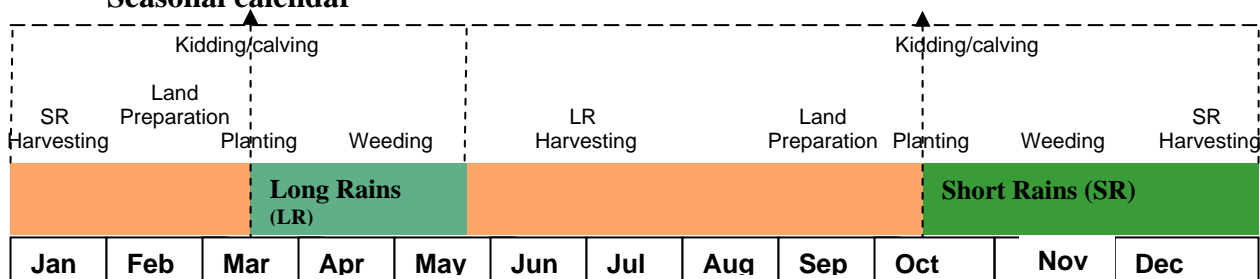 Seasonal calendar
Kidding/calving
Kidding/calving
Land
Preparation
SR
Harvesting
Planting
Weeding
LR
Harvesting
Land
Preparation
Planting
Weeding
SR
Harvesting
Long Rains
(LR)
Short Rains (SR)
Jan Feb Mar Apr May Jun Jul Aug Sep Oct Nov Dec